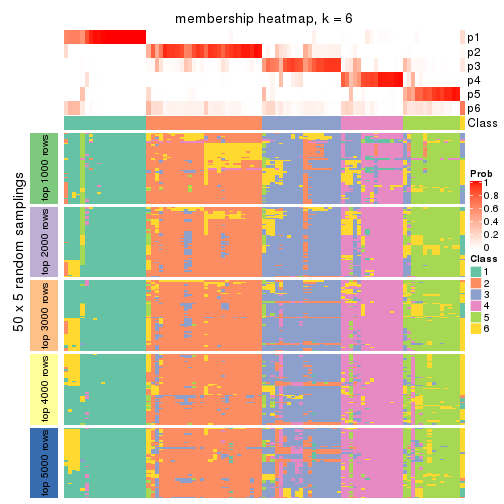 membership heatmap, k = 6
p1
p2
p3
p4
p5
p6
Class
50 x 5 random samplings
top 1000 rows
top 2000 rows
top 3000 rows
top 4000 rows
top 5000 rows
Prob
1
0.8
0.6
0.4
0.2
0
Class
1
2
3
4
5
6